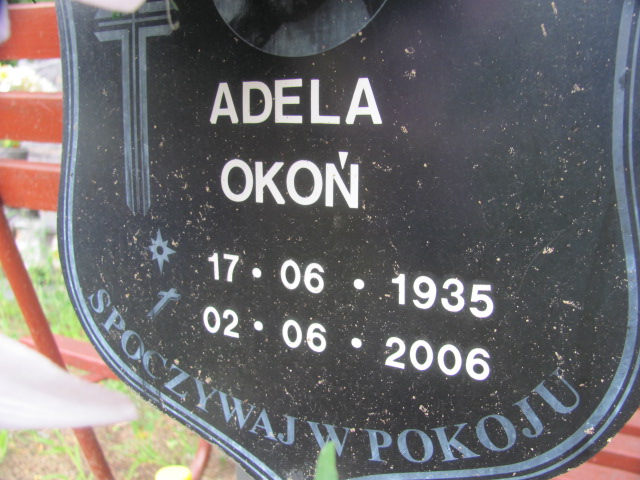 ADELA
OKOŃ
17 • 06 • 1935
02 • 06 • 2006
SPOCZYWAJ W POKOJU